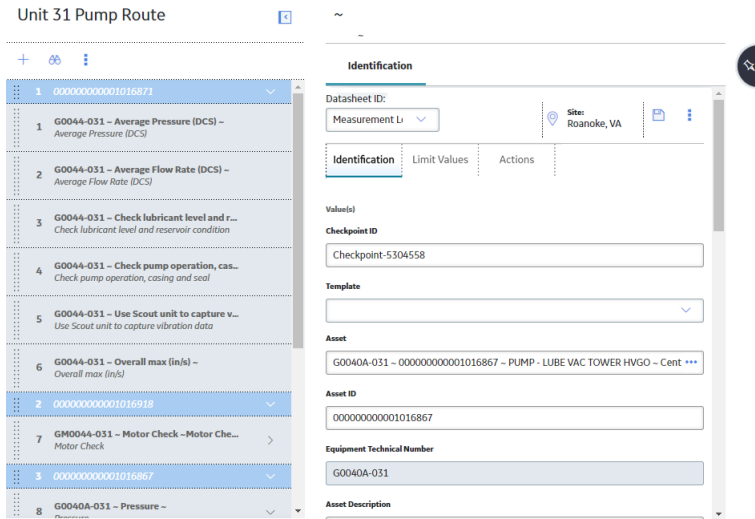 Unit 31 Pump Route
1 000000000001016871
1 G0044-031 ~ Average Pressure (DCS) ~
Average Pressure (DCS)
2 G0044-031 ~ Average Flow Rate (DCS) ~
Average Flow Rate (DCS)
3 G0044-031 ~ Check lubricant level and r...
Check lubricant level and reservoir condition
4 G0044-031 ~ Check pump operation, cas...
Check pump operation, casing and seal
5 G0044-031 ~ Use Scout unit to capture v...
Use Scout unit to capture vibration data
6 G0044-031 ~ Overall max (in/s) ~
Overall max (in/s)
2 000000000001016918
7 GM0044-031 ~ Motor Check ~Motor Che...
Motor Check
3 000000000001016867
8 G0040A-031 ~ Pressure ~
Pressure
~
~
Identification
Datasheet ID:
Measurement Lo
Site:
Roanoke, VA
Identification Limit Values Actions
Value(s)
Checkpoint ID
Checkpoint-5304558
Template
Asset
G0040A-031 ~ 000000000001016867 ~ PUMP - LUBE VAC TOWER HVGO ~ Cent
Asset ID
000000000001016867
Equipment Technical Number
G0040A-031
Asset Description